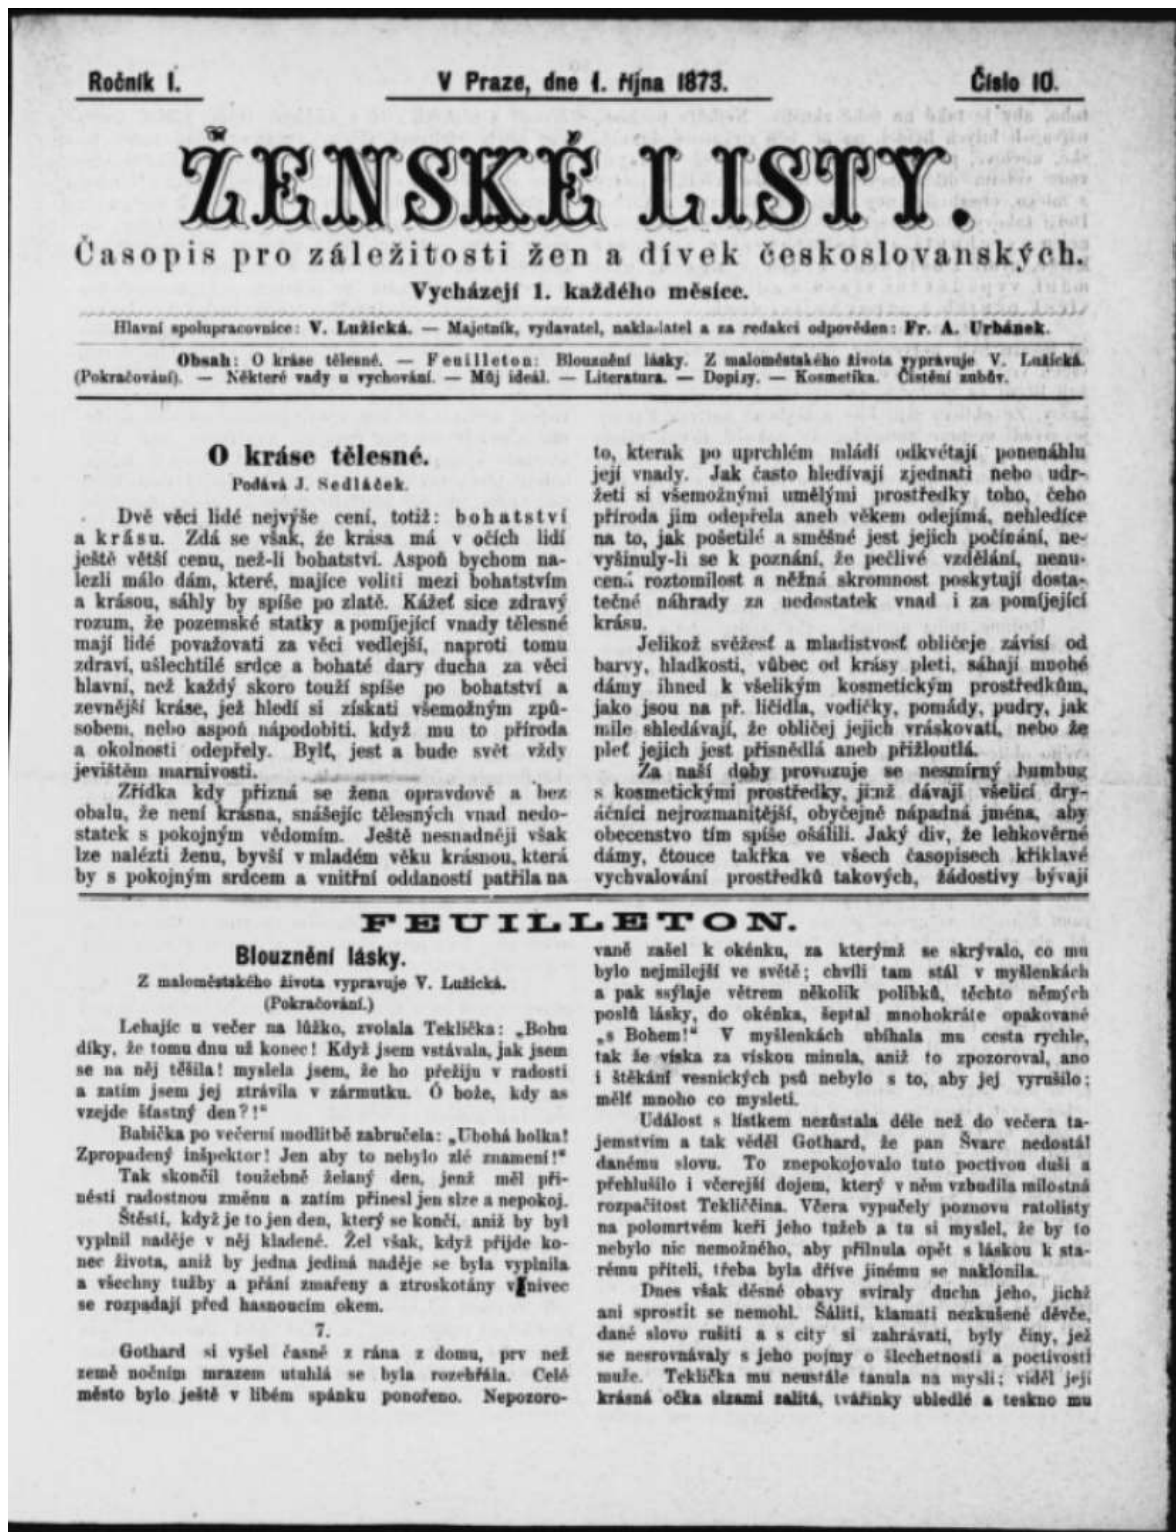 Ročník I.
V Praze, dne 1. října 1873.
Číslo 10.
ŽENSKÉ LISTY.
Časopis pro záležitosti žen a dívek českoslovanských.
Vycházejí 1. každého měsíce.
Hlavní spolupracovnice: V. Lužická. — Majetník, vydavatel, nakladatel a za redakci odpověden: Fr. A. Urbánek.
Obsah: O kráse tělesné. — Feuilleton: Blouznění lásky. Z maloměstského života vypravuje V. Lužická.
(Pokračování). — Některé vady u vychování. — Můj ideál. — Literatura. — Dopisy. — Kosmetika. Čistění zubův.
O kráse tělesné.
Podává J. Sedláček.
Dvě věci lidé nejvýše cení, totiž: bohatství
a krásu. Zdá se však, že krása má v očích lidí
ještě větší cenu, než-li bohatství. Aspoň bychom na-
lezli málo dám, které, majíce voliti mezi bohatstvím
a krásou, sáhly by spíše po zlatě. Kážeť sice zdravý
rozum, že pozemské statky a pomíjející vnady tělesné
mají lidé považovati za věci vedlejší, naproti tomu
zdraví, ušlechtilé srdce a bohaté dary ducha za věci
hlavní, než každý skoro touží spíše po bohatství a
zevnější kráse, jež hledí si získati všemožným způ-
sobem, nebo aspoň nápodobiti, když mu to příroda
a okolnosti odepřely. Byľť, jest a bude svět vždy
jevištěm marnivosti.
Zřídka kdy přizná se žena opravdově a bez
obalu, že není krásna, snášejíc tělesných vnad nedo-
statek s pokojným vědomím. Ještě nesnadněji však
lze nalézti ženu, byvší v mladém věku krásnou, která
by s pokojným srdcem a vnitřní oddaností patřila na
to, kterak po uprchlém mládí odkvétají ponenáhlu
její vnady. Jak často hledívají zjednati nebo udr-
žeti si všemožnými umělými prostředky toho, čeho
příroda jim odepřela aneb věkem odejímá, nehledíce
na to, jak pošetilé a směšné jest jejich počínání, ne-
vyšinuly-li se k poznání, že pečlivé vzdělání, nenu-
cená roztomilost a něžná skromnost poskytují dosta-
tečné náhrady za nedostatek vnad i za pomíjející
krásu.
Jelikož svěžesť a mladistvosť obličeje závisí od
barvy, hladkosti, vůbec od krásy pleti, sáhají mnohé
dámy ihned k všelikým kosmetickým prostředkům,
jako jsou na př. líčidla, vodičky, pomády, pudry, jak
mile shledávají, že obličej jejich vráskovatí, nebo že
pleť jejich jest přisnědlá aneb přižloutlá.
Za naší doby provozuje se nesmírný humbug
s kosmetickými prostředky, jimž dávají všelicí dry-
áčníci nejrozmanitější, obyčejně nápadná jména, aby
obecenstvo tím spíše ošálili. Jaký div, že lehkověrné
dámy, čtouce takřka ve všech časopisech křiklavé
vychvalování prostředků takových, žádostivy bývají
FEUILLETON.
Blouznění lásky.
Z maloměstského života vypravuje V. Lužická.
(Pokračování.)
Lehajíc u večer na lůžko, zvolala Teklička: „Bohu
díky, že tomu dnu už konec! Když jsem vstávala, jak jsem
se na něj těšila! myslela jsem, že ho přežiju v radosti
a zatím jsem jej ztrávila v zármutku. Ó bože, kdy as
vzejde šťastný den?!“
Babička po večerní modlitbě zabručela: „Ubohá holka!
Zpropadený inšpektor! Jen aby to nebylo zlé znamení!“
Tak skončil toužebně želaný den, jenž měl při-
nésti radostnou změnu a zatím přinesl jen slze a nepokoj.
Štěstí, když je to jen den, který se končí, aniž by byl
vyplnil naděje v něj kladené. Žel však, když přijde ko-
nec života, aniž by jedna jediná naděje se byla vyplnila
a všechny tužby a přání zmařeny a ztroskotány v nivec
se rozpadají před hasnoucím okem.
7.
Gothard si vyšel časně z rána z domu, prv než
země nočním mrazem utuhlá se byla rozehřála. Celé
město bylo ještě v libém spánku ponořeno. Nepozoro-
vaně zašel k okénku, za kterýmž se skrývalo, co mu
bylo nejmilejší ve světě; chvíli tam stál v myšlenkách
a pak ssýlaje větrem několik políbků, těchto němých
poslů lásky, do okénka, šeptal mnohokráte opakované
„s Bohem!“ V myšlenkách ubíhala mu cesta rychle,
tak že víska za vískou minula, aniž to zpozoroval, ano
i štěkání vesnických psů nebylo s to, aby jej vyrušilo;
mělť mnoho co mysleti.
Událost s lístkem nezůstala déle než do večera ta-
jemstvím a tak věděl Gothard, že pan Švarc nedostál
danému slovu. To znepokojovalo tuto poctivou duši a
přehlušilo i včerejší dojem, který v něm vzbudila milostná
rozpačitost Tekliččina. Včera vypučely poznovu ratolisty
na polomrtvém keři jeho tužeb a tu si myslel, že by to
nebylo nic nemožného, aby přilnula opět s láskou k sta-
rému příteli, třeba byla dříve jinému se naklonila.
Dnes však děsné obavy svíraly ducha jeho, jichž
ani sprostit se nemohl. Šáliti, klamati nezkušené děvče,
dané slovo rušiti a s city si zahrávati, byly činy, jež
se nesrovnávaly s jeho pojmy o šlechetnosti a poctivosti
muže. Teklička mu neustále tanula na mysli; viděl její
krásná očka slzami zalitá, tvářinky ubledlé a teskno mu